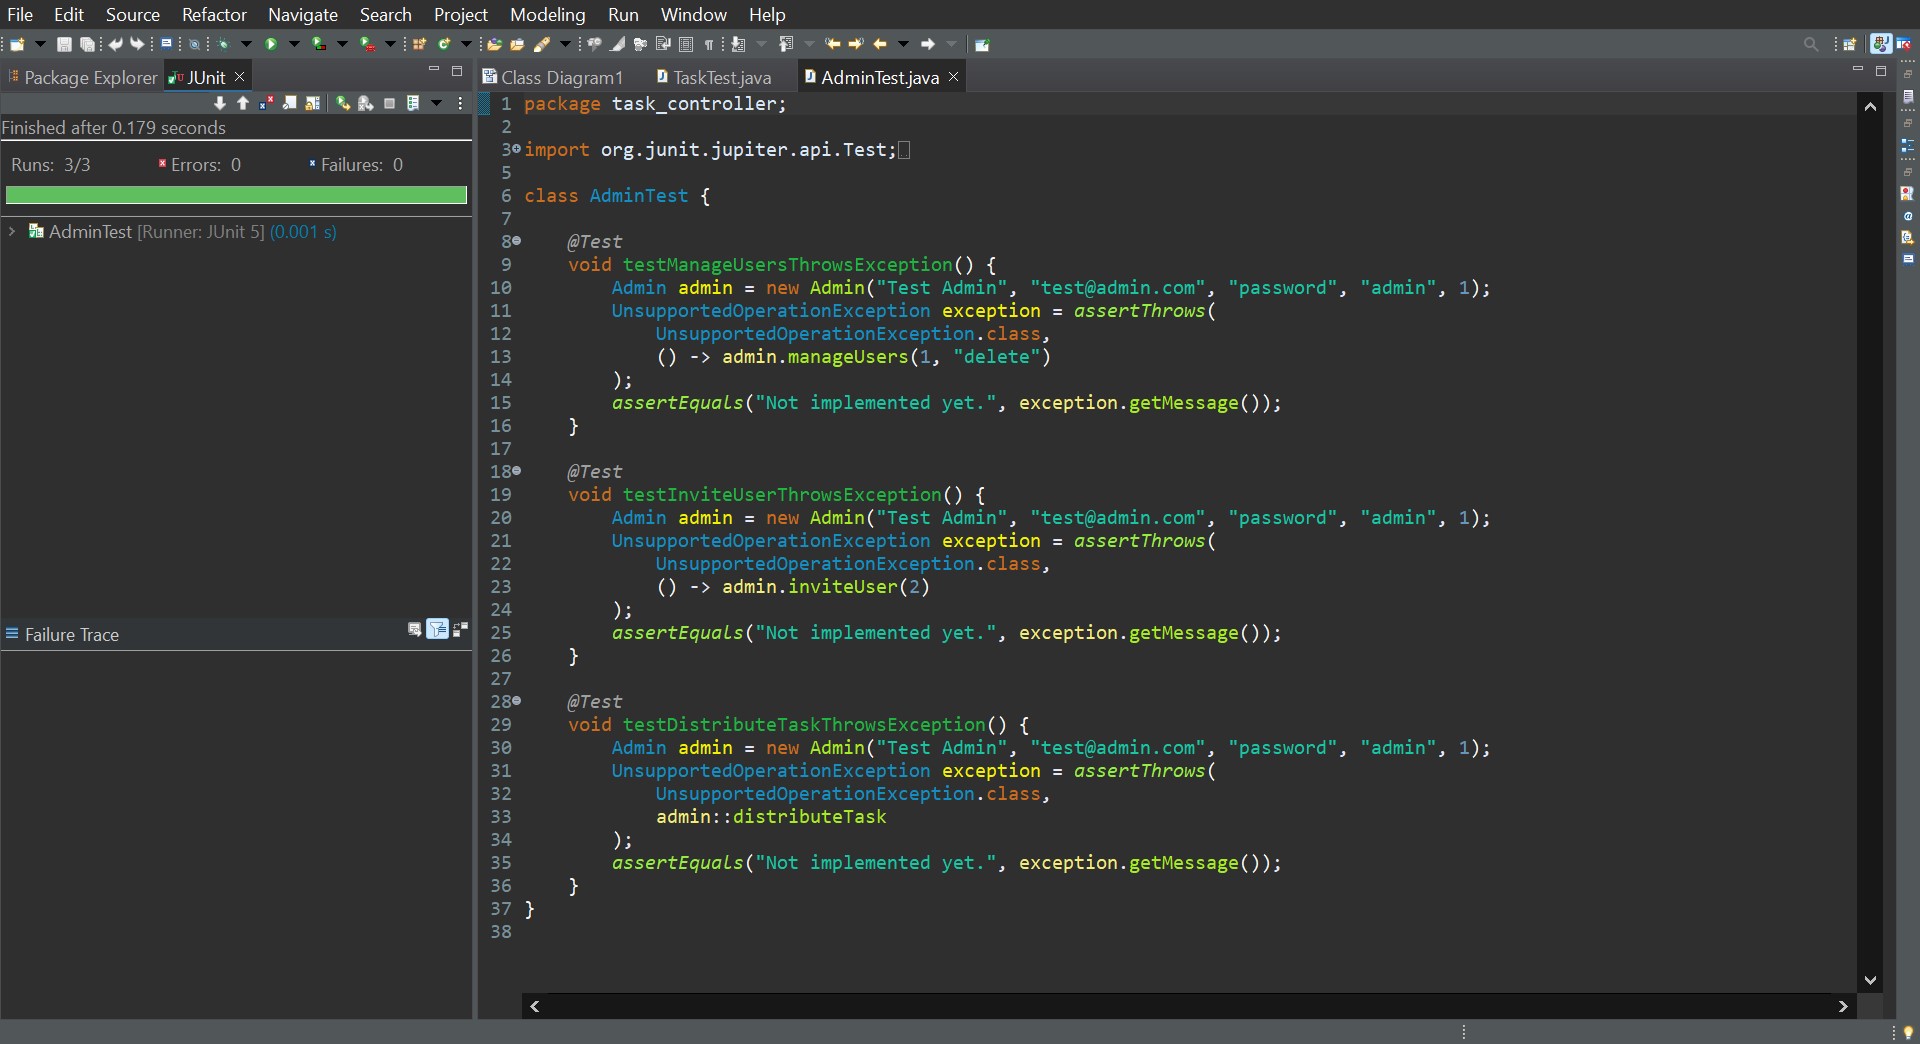 File Edit Source Refactor Navigate Search Project Modeling Run Window Help
Package Explorer JUnit
Class Diagram1 TaskTest.java AdminTest.java
Finished after 0.179 seconds
Runs: 3/3 Errors: 0 Failures: 0
AdminTest [Runner: JUnit 5] (0.001 s)
Failure Trace
1 package task_controller;
2
3 import org.junit.jupiter.api.Test;
5
6 class AdminTest {
7
8 @Test
9 void testManageUsersThrowsException() {
10 Admin admin = new Admin("Test Admin", "test@admin.com", "password", "admin", 1);
11 UnsupportedOperationException exception = assertThrows(
12 UnsupportedOperationException.class,
13 () -> admin.manageUsers(1, "delete")
14 );
15 assertEquals("Not implemented yet.", exception.getMessage());
16 }
17
18 @Test
19 void testInviteUserThrowsException() {
20 Admin admin = new Admin("Test Admin", "test@admin.com", "password", "admin", 1);
21 UnsupportedOperationException exception = assertThrows(
22 UnsupportedOperationException.class,
23 () -> admin.inviteUser(2)
24 );
25 assertEquals("Not implemented yet.", exception.getMessage());
26 }
27
28 @Test
29 void testDistributeTaskThrowsException() {
30 Admin admin = new Admin("Test Admin", "test@admin.com", "password", "admin", 1);
31 UnsupportedOperationException exception = assertThrows(
32 UnsupportedOperationException.class,
33 admin::distributeTask
34 );
35 assertEquals("Not implemented yet.", exception.getMessage());
36 }
37 }
38